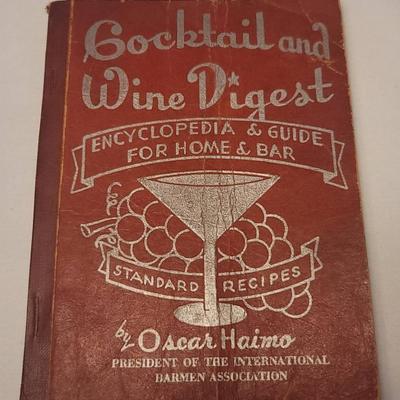 Cocktail and
Wine Digest
ENCYCLOPEDIA & GUIDE
FOR HOME & BAR
STANDARD RECIPES
by Oscar Haimo
PRESIDENT OF THE INTERNATIONAL
BARMEN ASSOCIATION